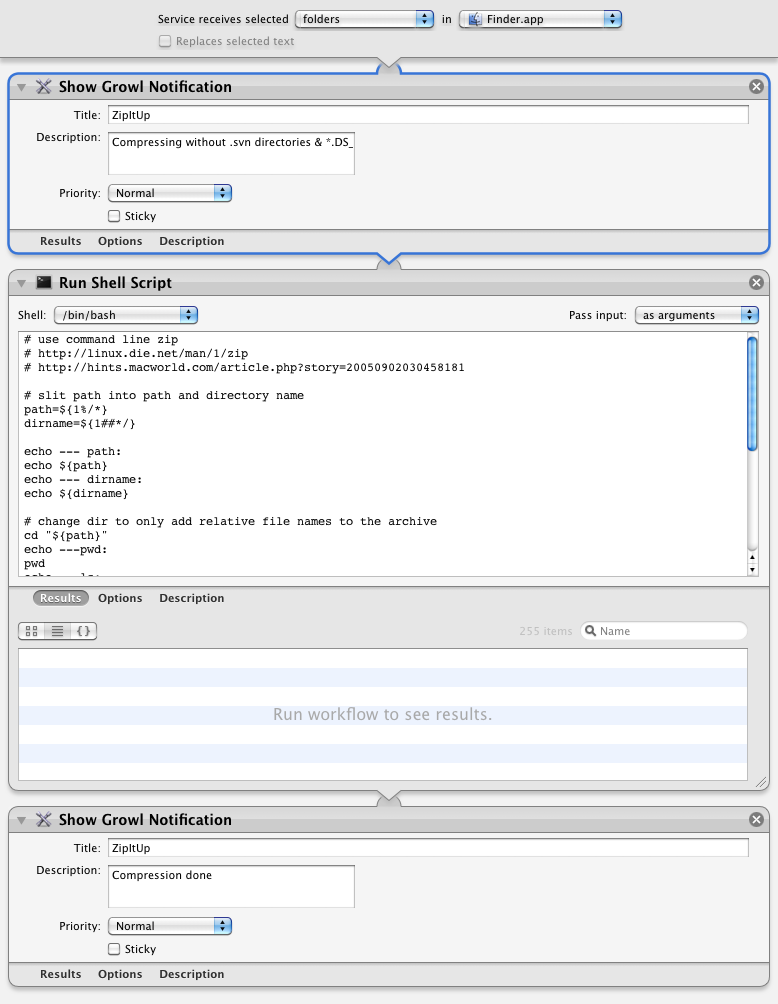 Service receives selected folders in Finder.app
Replaces selected text
Show Growl Notification
Title: ZipItUp
Description: Compressing without .svn directories & *.DS_
Priority: Normal
Sticky
Results Options Description
Run Shell Script
Shell: /bin/bash Pass input: as arguments
# use command line zip
# http://linux.die.net/man/1/zip
# http://hints.macworld.com/article.php?story=20050902030458181
# slit path into path and directory name
path=${1%/*}
dirname=${1##*/}
echo --- path:
echo ${path}
echo --- dirname:
echo ${dirname}
# change dir to only add relative file names to the archive
cd "${path}"
echo ---pwd:
pwd
Results Options Description
255 items Name
Run workflow to see results.
Show Growl Notification
Title: ZipItUp
Description: Compression done
Priority: Normal
Sticky
Results Options Description